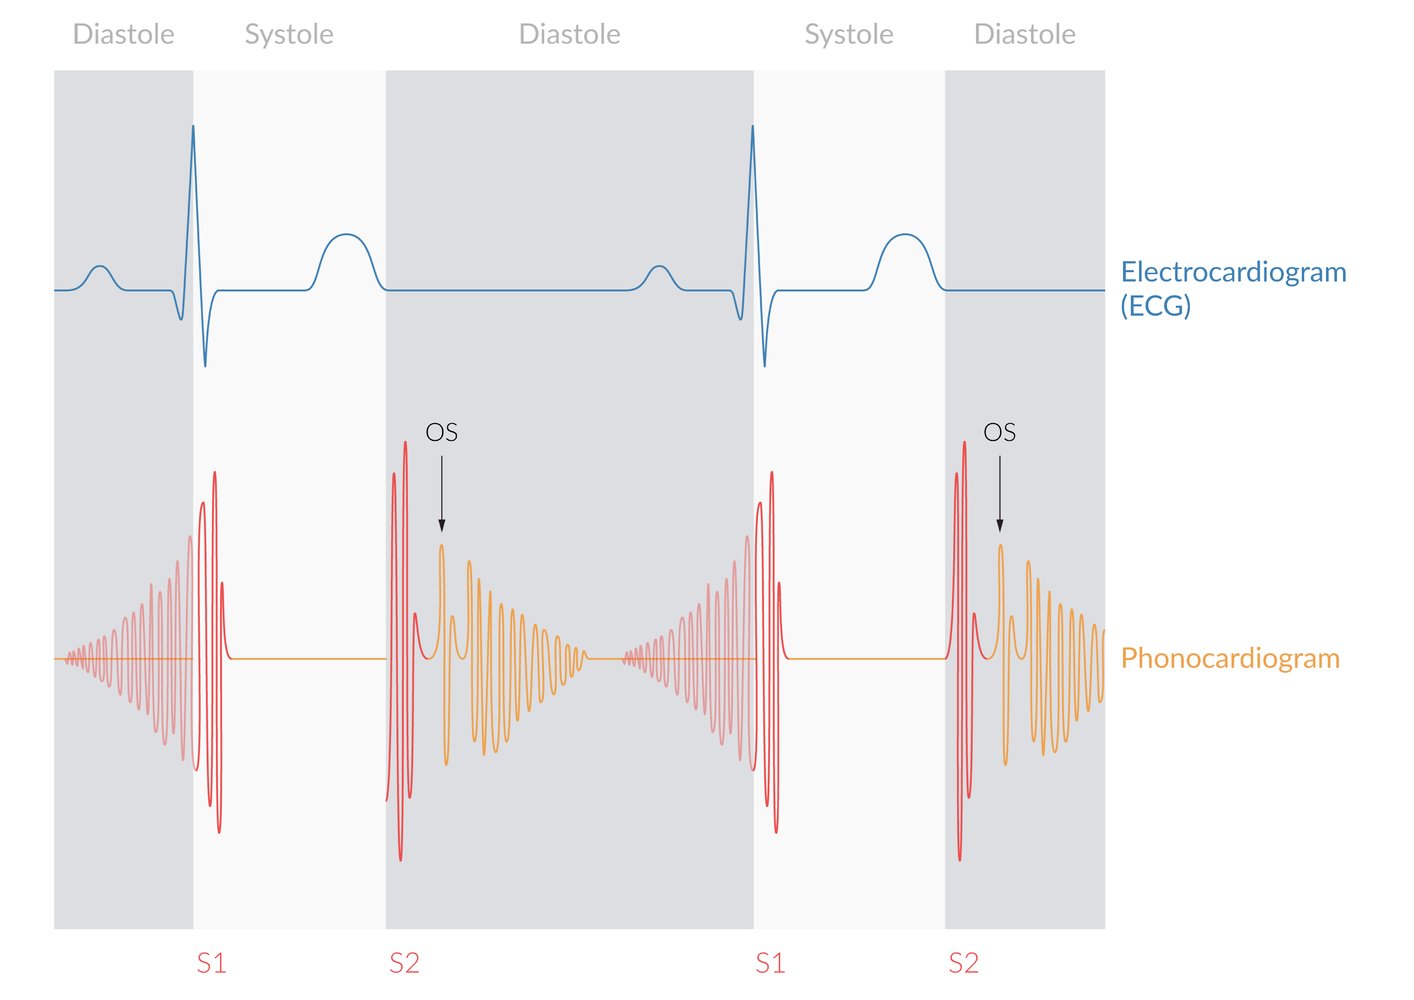 Diastole
Systole
Diastole
Systole
Diastole
Electrocardiogram
(ECG)
OS
OS
Phonocardiogram
S1
S2
S1
S2